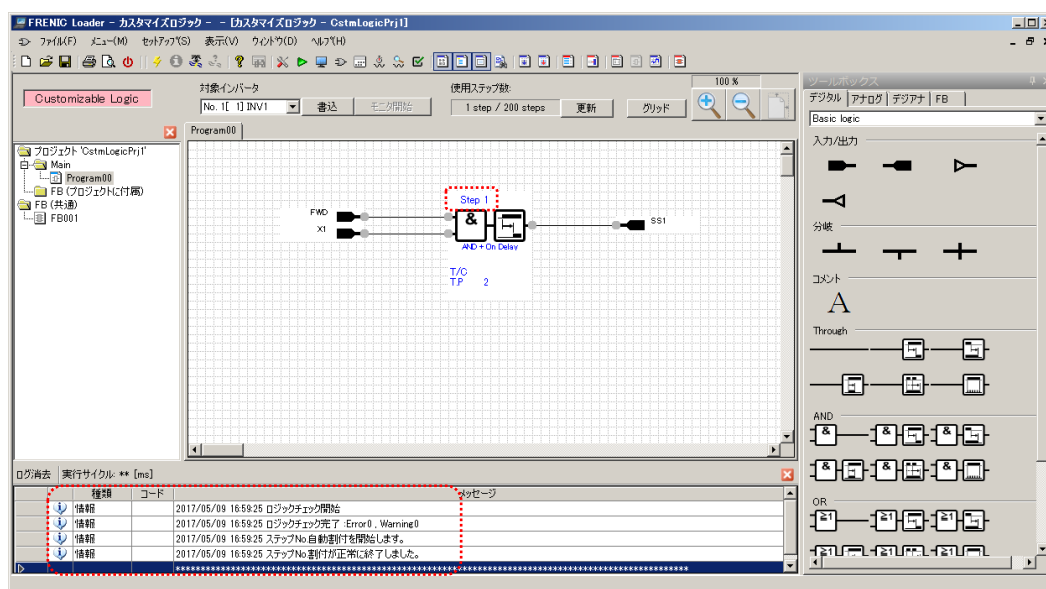 FRENIC Loader - カスタマイズロジック - - [カスタマイズロジック - CstmLogicPrj1]
ファイル(F) メニュー(M) セットアップ(S) 表示(V) ウィンドウ(D) ヘルプ(H)
Customizable Logic
対象インバータ
No. 1[ 1] INV1
書込
モニタ開始
使用ステップ数:
1 step / 200 steps
更新
グリッド
100 %
プロジェクト 'CstmLogicPrj1'
Main
Program00
FB (プロジェクトに付属)
FB (共通)
FB001
Program00
Step 1
FWD
X1
&
SS1
AND + On Delay
T/C
T.P 2
ツールボックス
デジタル アナログ デジアナ FB
Basic logic
入力/出力
分岐
コメント
A
Through
AND
& & &
& & &
OR
≥1 ≥1 ≥1
≥1 ≥1 ≥1
ログ消去 実行サイクル: ** [ms]
種類 コード メッセージ
情報 2017/05/09 16:59:25 ロジックチェック開始
情報 2017/05/09 16:59:25 ロジックチェック完了 :Error0 , Warning0
情報 2017/05/09 16:59:25 ステップNo.自動割付を開始します。
情報 2017/05/09 16:59:25 ステップNo割付が正常に終了しました。